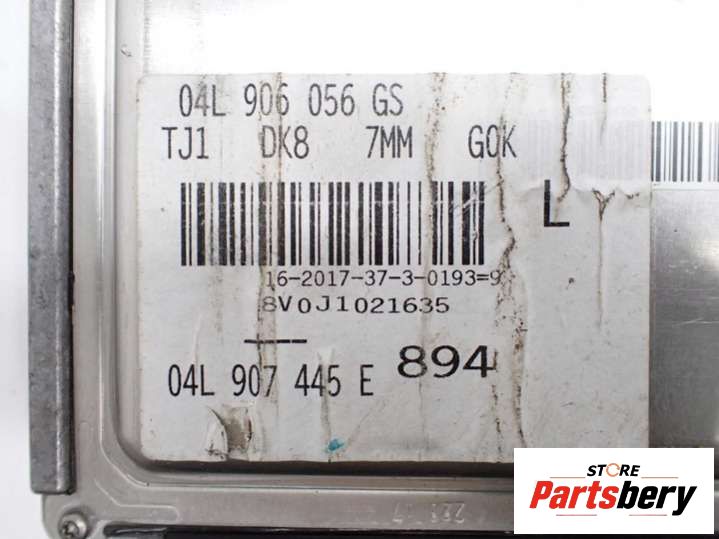 04L 906 056 GS
TJ1 DK8 7MM G0K
L
16-2017-37-3-0193=9
8V0J1021635
04L 907 445 E 894
STORE
Partsbery